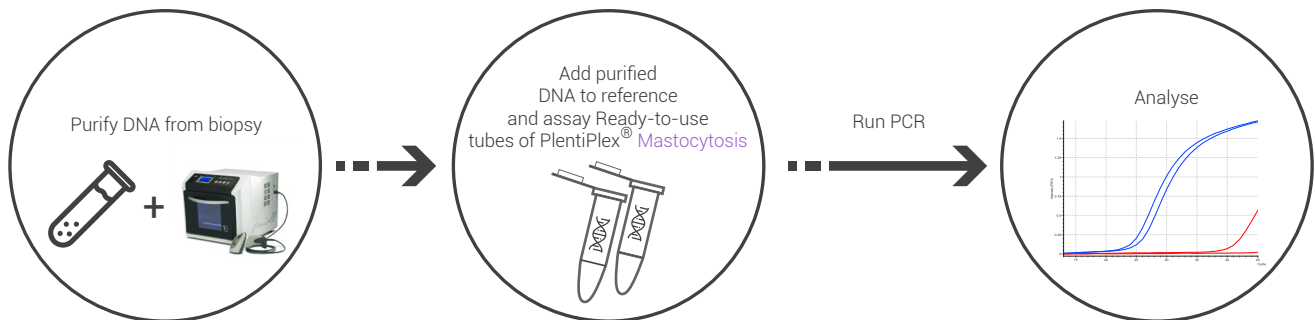 Purify DNA from biopsy
+
Add purified
DNA to reference
and assay Ready-to-use
tubes of PlentiPlex® Mastocytosis
Run PCR
Analyse